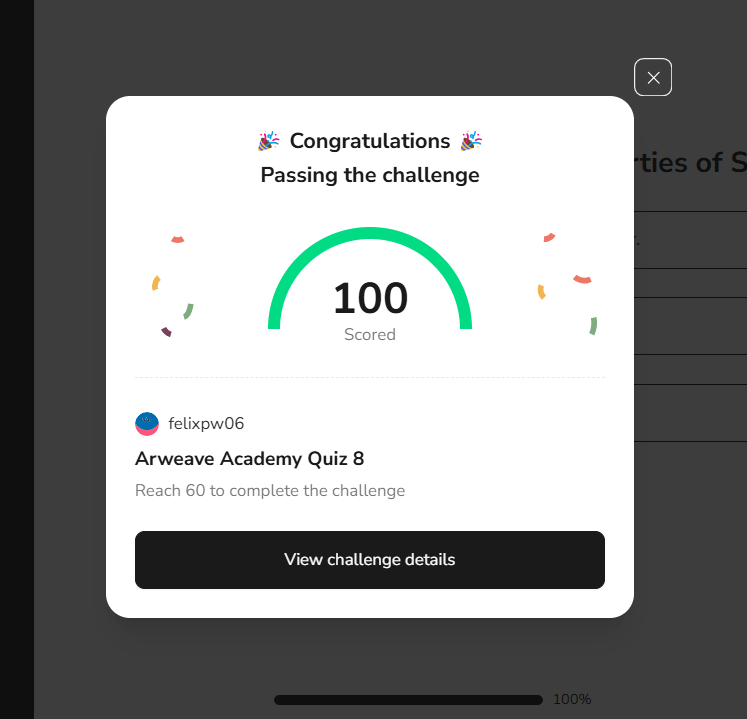 Congratulations
Passing the challenge
rties of S
100
Scored
felixpw06
Arweave Academy Quiz 8
Reach 60 to complete the challenge
View challenge details
100%